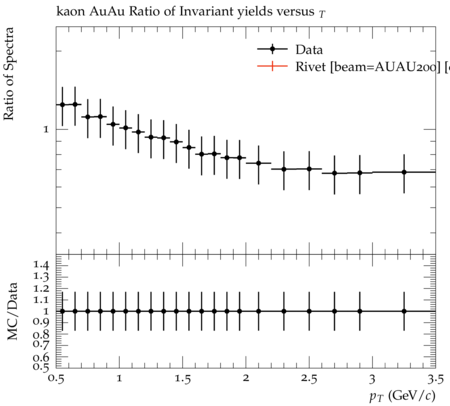 kaon AuAu Ratio of Invariant yields versus T
Ratio of Spectra
Data
Rivet [beam=AUAU200] [
1
MC/Data
1.4
1.3
1.2
1.1
1
0.9
0.8
0.7
0.6
0.5
0.5 1 1.5 2 2.5 3 3.5
pT (GeV/c)